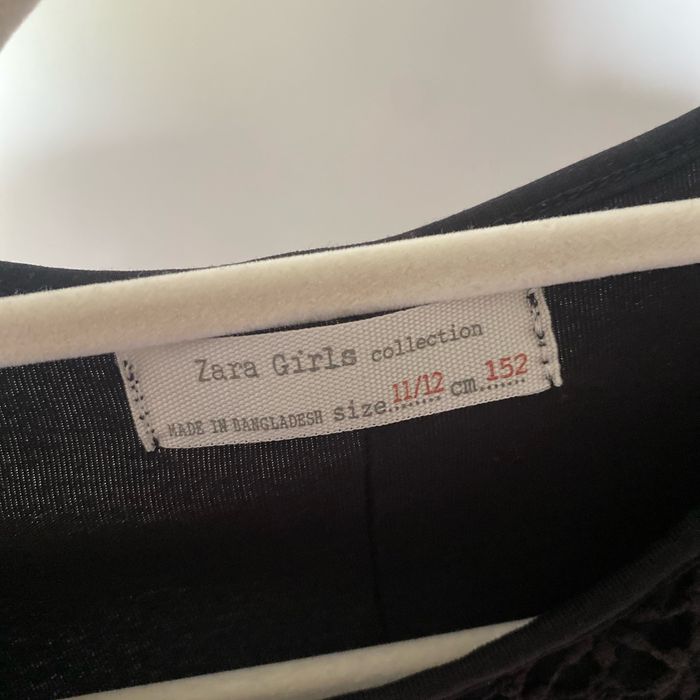 Zara Girls collection
MADE IN BANGLADESH size 11/12 cm 152